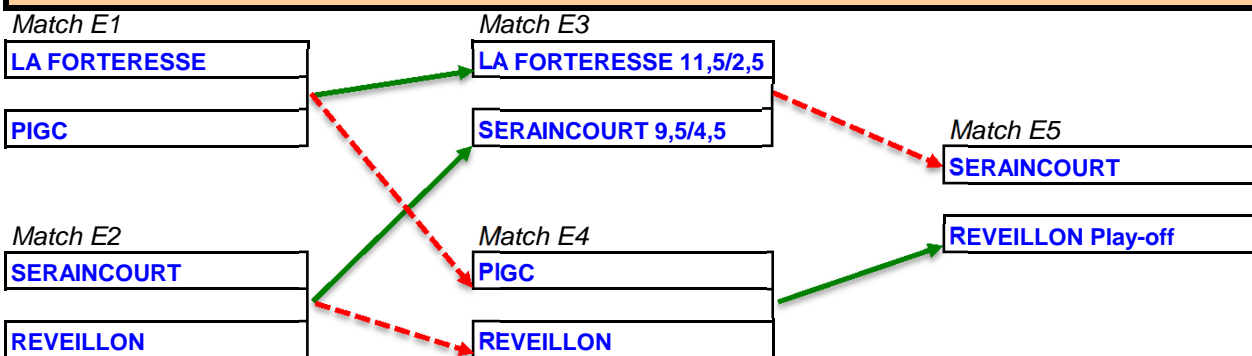 Match E1
LA FORTERESSE
PIGC
Match E2
SERAINCOURT
REVEILLON
Match E3
LA FORTERESSE 11,5/2,5
SERAINCOURT 9,5/4,5
Match E4
PIGC
REVEILLON
Match E5
SERAINCOURT
REVEILLON Play-off